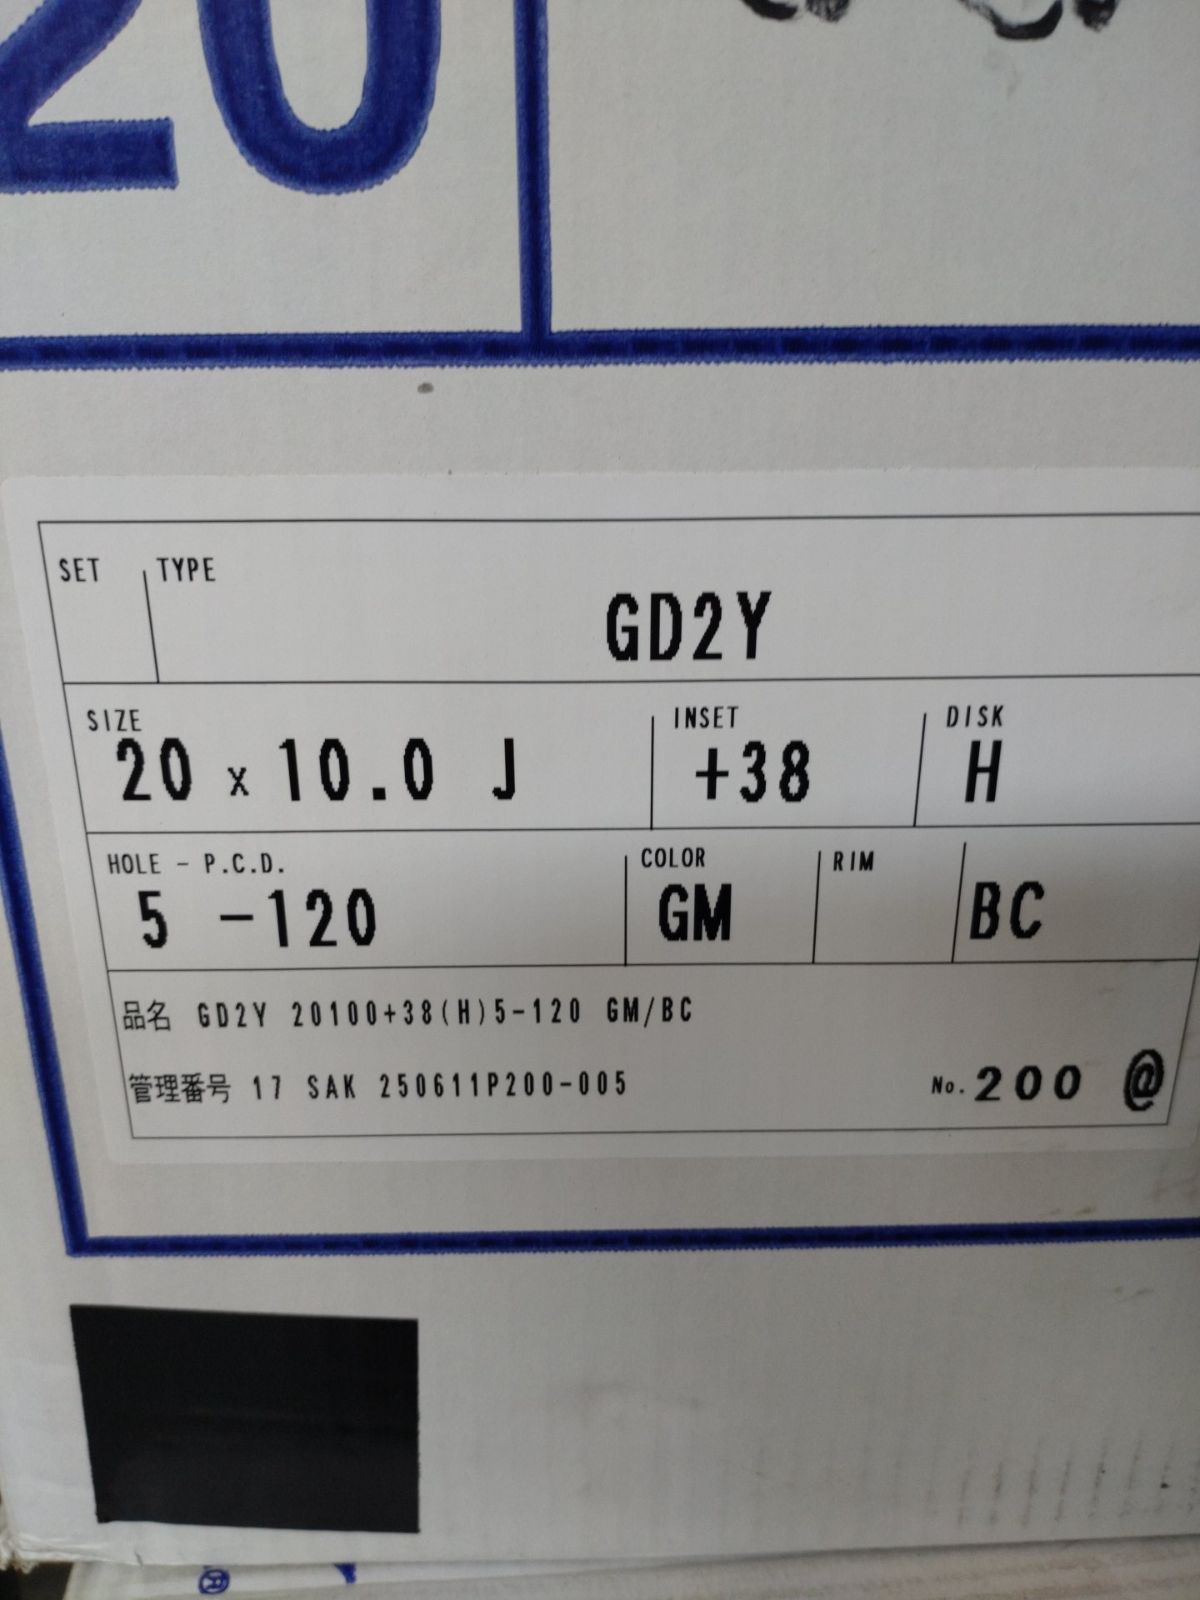 20
SET TYPE
GD2Y
SIZE INSET DISK
20 x 10.0 J +38 H
HOLE - P.C.D. COLOR RIM
5 -120 GM BC
品名 GD2Y 20100+38(H)5-120 GM/BC
管理番号 17 SAK 250611P200-005 No.200 @
®